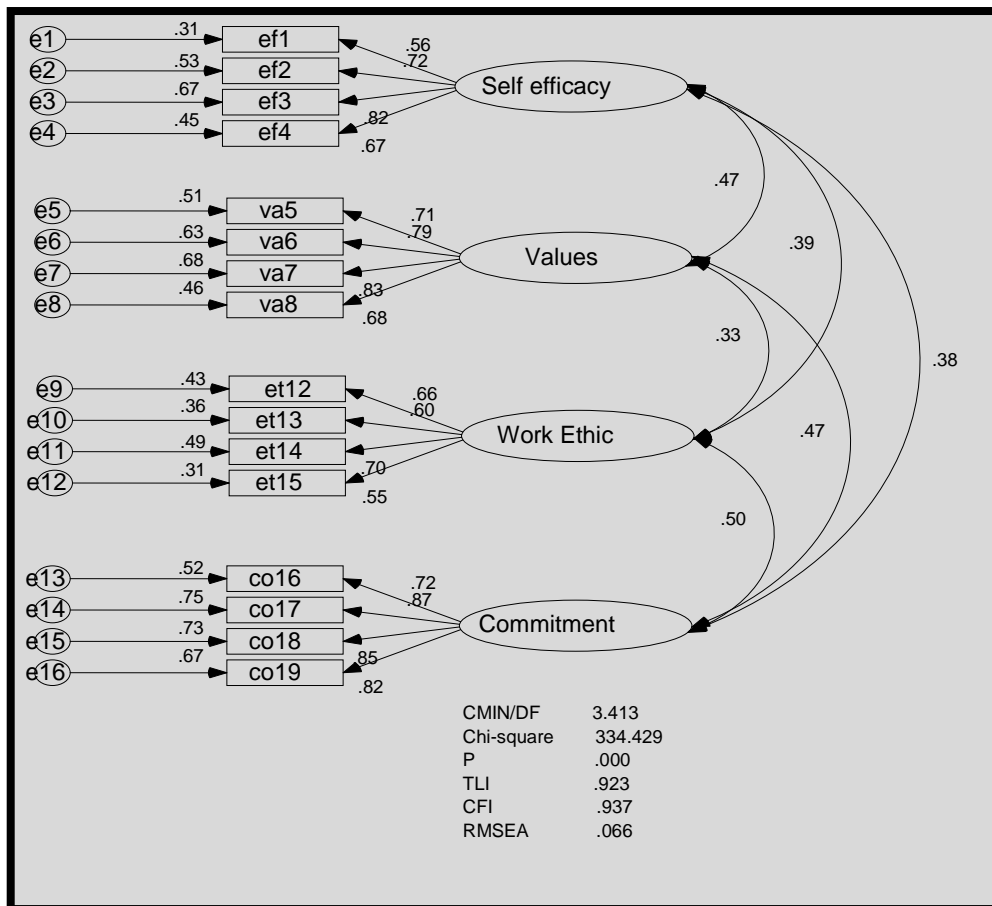 e1 .31 ef1 .56
e2 .53 ef2 .72
e3 .67 ef3 .82
e4 .45 ef4 .67
Self efficacy
e5 .51 va5 .71
e6 .63 va6 .79
e7 .68 va7 .83
e8 .46 va8 .68
Values
e9 .43 et12 .66
e10 .36 et13 .60
e11 .49 et14 .70
e12 .31 et15 .55
Work Ethic
e13 .52 co16 .72
e14 .75 co17 .87
e15 .73 co18 .85
e16 .67 co19 .82
Commitment
.47
.39
.33
.38
.47
.50
CMIN/DF 3.413
Chi-square 334.429
P .000
TLI .923
CFI .937
RMSEA .066